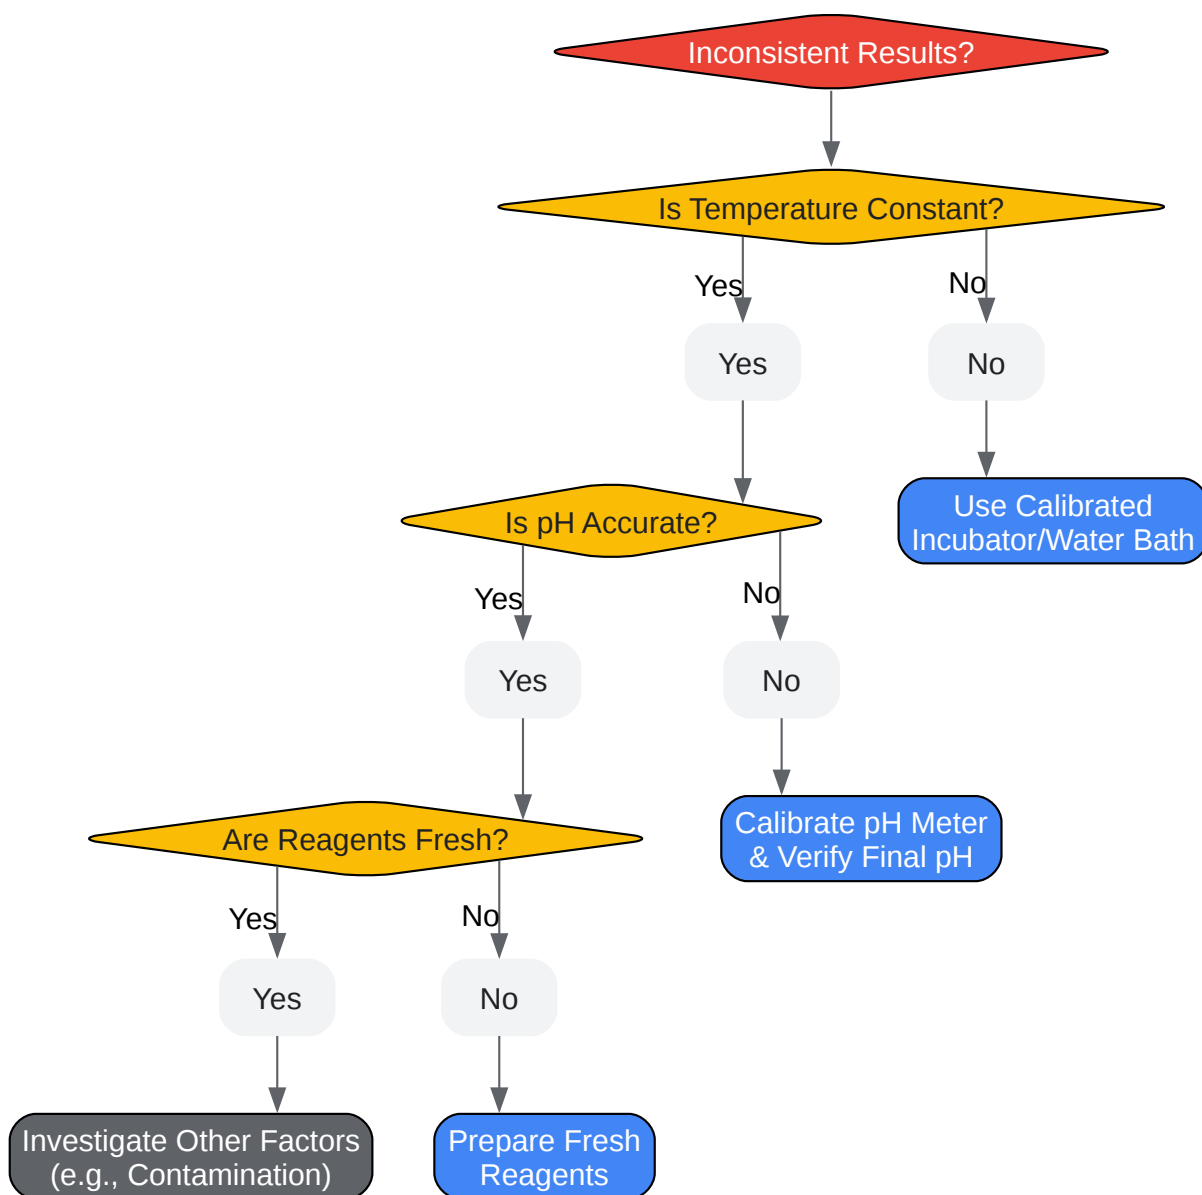 Inconsistent Results?
Is Temperature Constant?
Yes
No
Yes
No
Use Calibrated
Incubator/Water Bath
Is pH Accurate?
Yes
No
Yes
No
Calibrate pH Meter
& Verify Final pH
Are Reagents Fresh?
Yes
No
Yes
No
Investigate Other Factors
(e.g., Contamination)
Prepare Fresh
Reagents